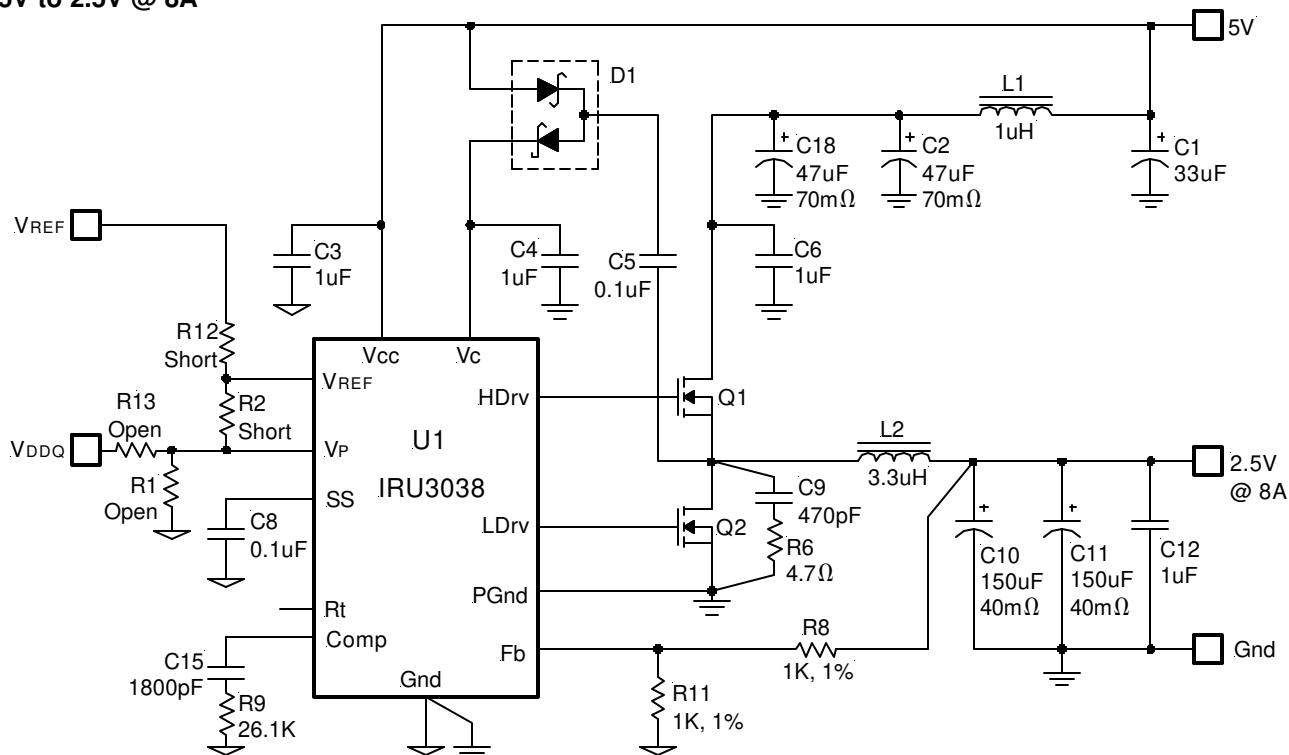 5V to 2.5V @ 8A
5V
D1
L1
1uH
C18
47uF
70mΩ
C2
47uF
70mΩ
C1
33uF
VREF
C3
1uF
C4
1uF
C5
0.1uF
C6
1uF
R12
Short
Vcc
Vc
VREF
HDrv
Q1
R13
Open
R2
Short
VDDQ
VP
U1
IRU3038
L2
3.3uH
2.5V
@ 8A
R1
Open
SS
C8
0.1uF
LDrv
Q2
C9
470pF
R6
4.7Ω
C10
150uF
40mΩ
C11
150uF
40mΩ
C12
1uF
PGnd
Rt
Comp
Fb
R8
1K, 1%
Gnd
C15
1800pF
R9
26.1K
Gnd
R11
1K, 1%